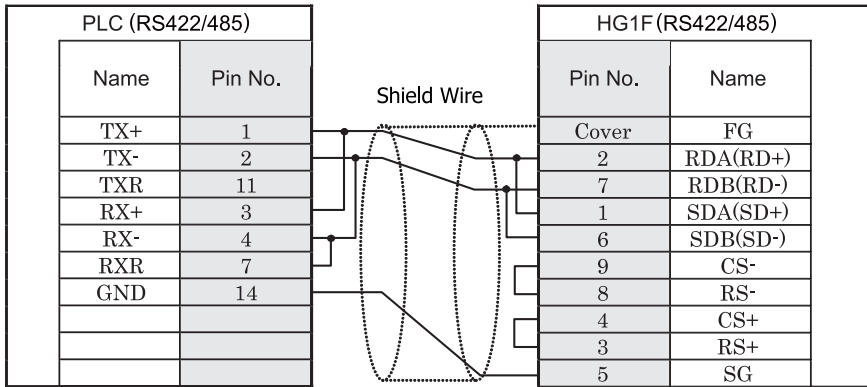 PLC (RS422/485) HG1F (RS422/485)
Name Pin No. Shield Wire Pin No. Name
TX+ 1 Cover FG
TX- 2 2 RDA(RD+)
TXR 11 7 RDB(RD-)
RX+ 3 1 SDA(SD+)
RX- 4 6 SDB(SD-)
RXR 7 9 CS-
GND 14 8 RS-
4 CS+
3 RS+
5 SG